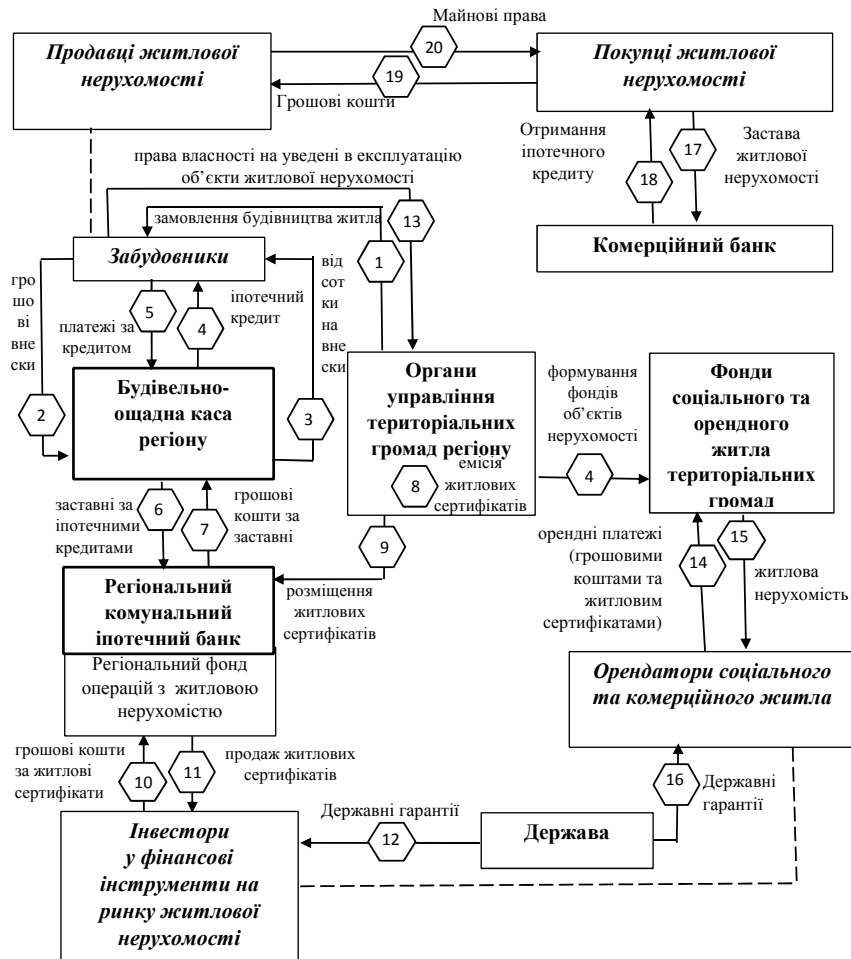 Майнові права
20
Продавці житлової
нерухомості
Покупці житлової
нерухомості
19
Грошові кошти
Отримання
іпотечного
кредиту
18
17
Застава
житлової
нерухомості
права власності на уведені в експлуатацію
об’єкти житлової нерухомості
13
замовлення будівництва житла
1
Комерційний банк
Забудовники
гро
шо
ві
вне
ски
5
4
іпотечний
кредит
платежі за
кредитом
від
сот
ки
на
вне
ски
Будівельно-
ощадна каса
регіону
2
3
Органи
управління
територіальних
громад регіону
8
емісія
житлових
сертифікатів
формування
фондів
об’єктів
нерухомості
4
Фонди
соціального та
орендного
житла
територіальних
громад
заставні за
іпотечними
кредитами
6
7
грошові
кошти за
заставні
9
розміщення
житлових
сертифікатів
орендні платежі
(грошовими
коштами та
житловим
сертифікатами)
14
15
житлова
нерухомість
Регіональний
комунальний
іпотечний банк
Регіональний фонд
операцій з житловою
нерухомістю
Орендатори соціального
та комерційного житла
грошові кошти
за житлові
сертифікати
10
11
продаж житлових
сертифікатів
16
Державні
гарантії
Державні гарантії
12
Держава
Інвестори
у фінансові
інструменти на
ринку житлової
нерухомості